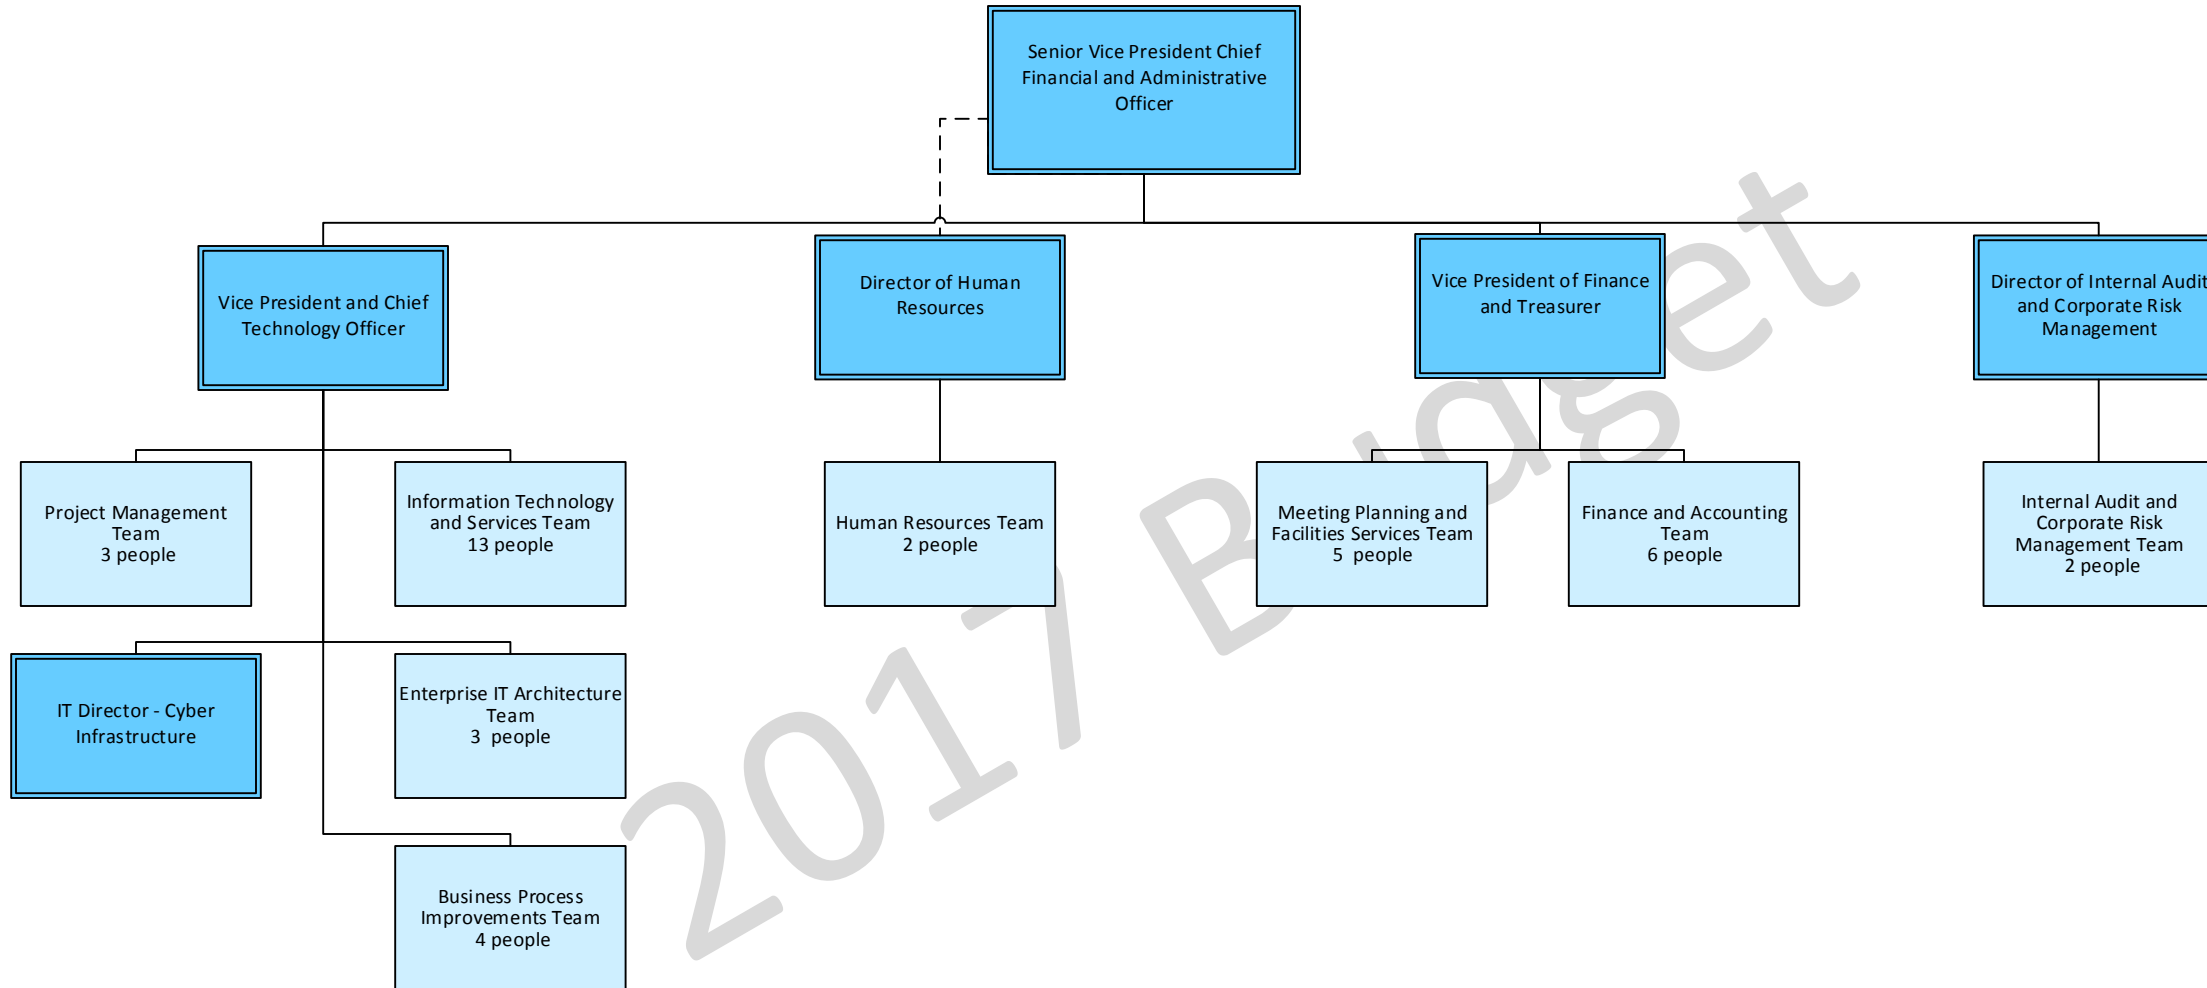 Senior Vice President Chief
Financial and Administrative
Officer
Vice President and Chief
Technology Officer
Director of Human
Resources
Vice President of Finance
and Treasurer
Director of Internal Audit
and Corporate Risk
Management
Project Management
Team
3 people
Information Technology
and Services Team
13 people
Human Resources Team
2 people
Meeting Planning and
Facilities Services Team
5 people
Finance and Accounting
Team
6 people
Internal Audit and
Corporate Risk
Management Team
2 people
IT Director - Cyber
Infrastructure
Enterprise IT Architecture
Team
3 people
Business Process
Improvements Team
4 people
2017 Budget